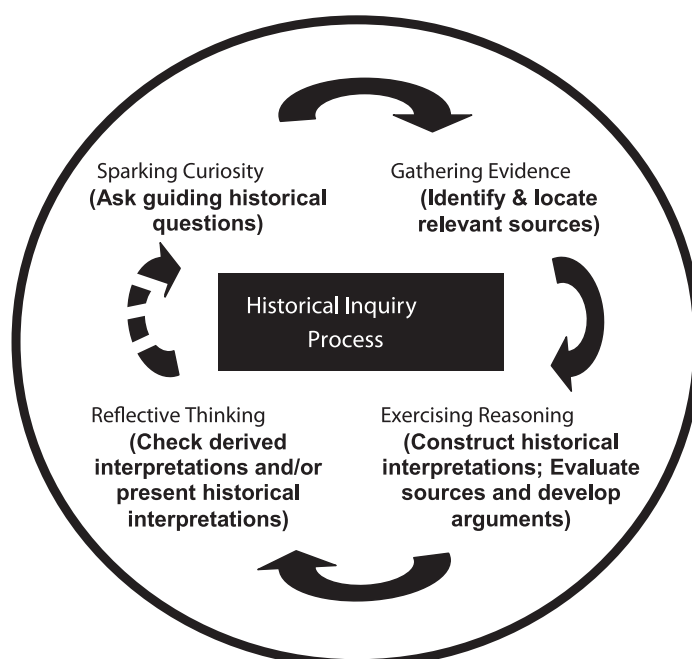 Sparking Curiosity
(Ask guiding historical
questions)
Gathering Evidence
(Identify & locate
relevant sources)
Historical Inquiry
Process
Reflective Thinking
(Check derived
interpretations and/or
present historical
interpretations)
Exercising Reasoning
(Construct historical
interpretations; Evaluate
sources and develop
arguments)